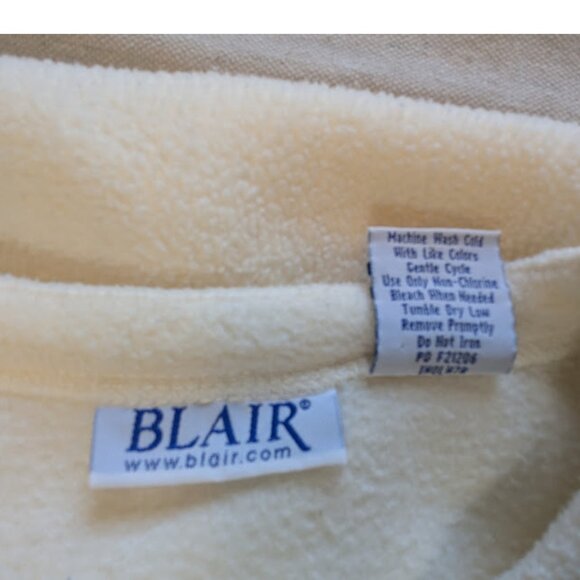 Machine Wash Cold
With Like Colors
Gentle Cycle
Use Only Non-Chlorine
Bleach When Needed
Tumble Dry Low
Remove Promptly
Do Not Iron
PO F21206
BLAIR®
www.blair.com